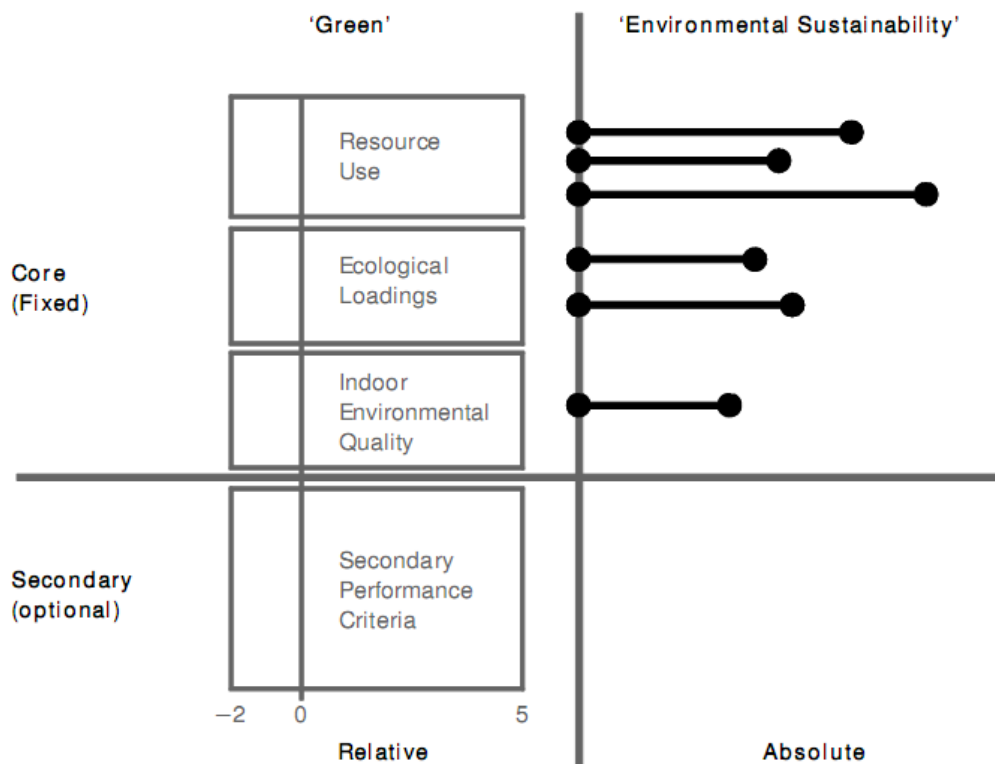 ‘Green’
‘Environmental Sustainability’
Resource
Use
Core
(Fixed)
Ecological
Loadings
Indoor
Environmental
Quality
Secondary
(optional)
Secondary
Performance
Criteria
−2
0
5
Relative
Absolute